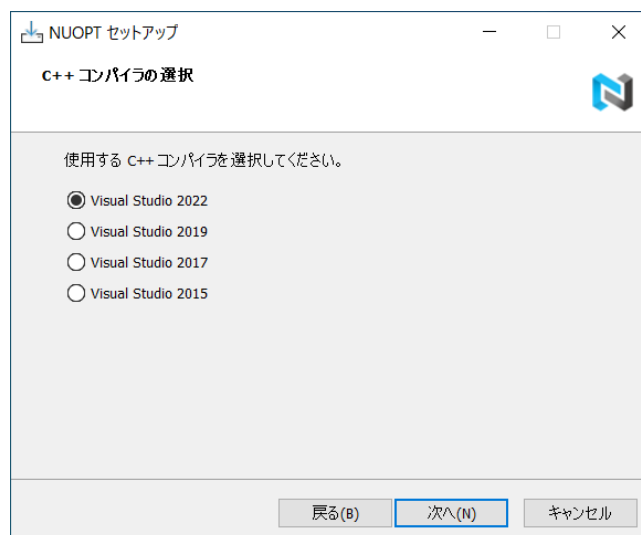 NUOPT セットアップ
C++ コンパイラの選択
使用する C++ コンパイラを選択してください。
Visual Studio 2022
Visual Studio 2019
Visual Studio 2017
Visual Studio 2015
戻る(B)
次へ(N)
キャンセル